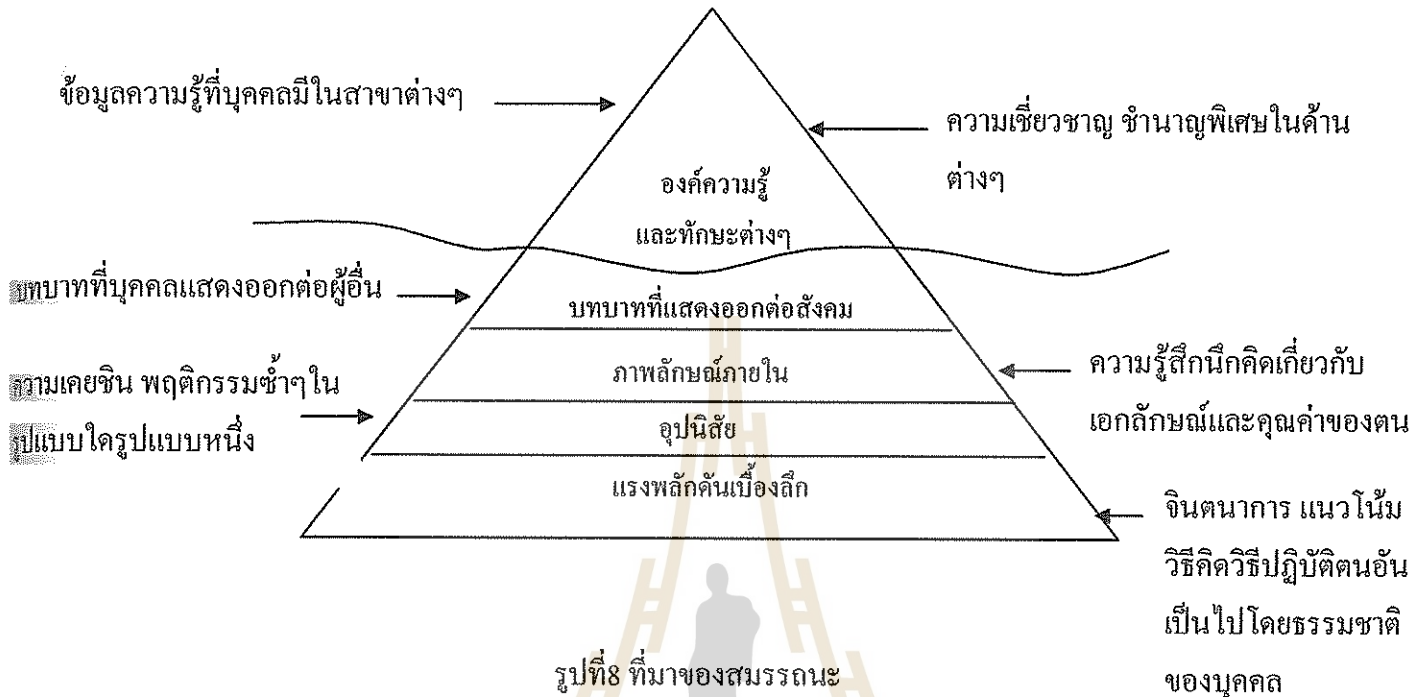 ข้อมูลความรู้ที่บุคคลมีในสาขาต่างๆ
ความเชี่ยวชาญ ชำนาญพิเศษในด้าน
ต่างๆ
องค์ความรู้
และทักษะต่างๆ
บทบาทที่บุคคลแสดงออกต่อผู้อื่น
บทบาทที่แสดงออกต่อสังคม
ภาพลักษณ์ภายใน
ความรู้สึกนึกคิดเกี่ยวกับ
เอกลักษณ์และคุณค่าของตน
ความเคยชิน พฤติกรรมซ้ำๆใน
รูปแบบใดรูปแบบหนึ่ง
อุปนิสัย
แรงพลักดันเบื้องลึก
จินตนาการ แนวโน้ม
วิธีคิดวิธีปฏิบัติตนอัน
เป็นไปโดยธรรมชาติ
ของบุคคล
รูปที่8 ที่มาของสมรรถนะ